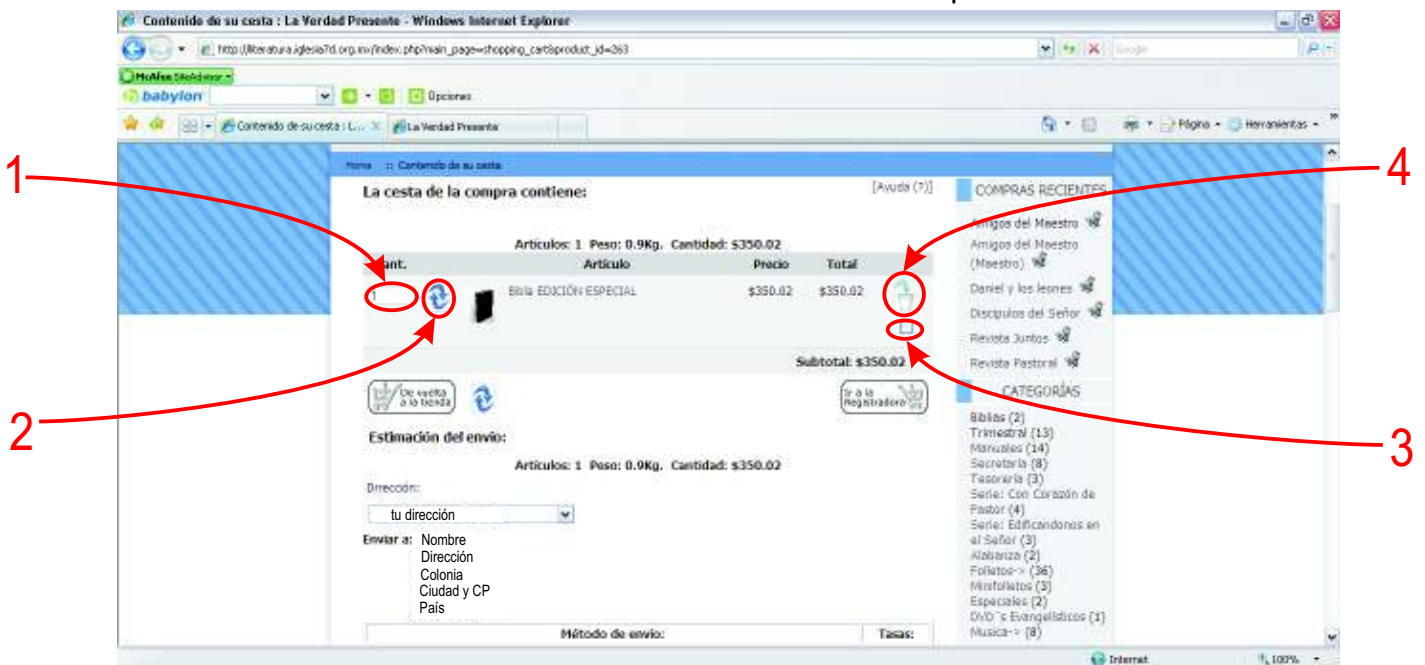 Contenido de su cesta : La Verdad Presente - Windows Internet Explorer
http://literatura.iglesia7d.org.mx/index.php?main_page=shopping_cart&product_id=263
Google
McAfee SiteAdvisor
babylon
Opciones
Contenido de su cesta : L...
La Verdad Presente
Página
Herramientas
Home :: Contenido de su cesta
1
4
La cesta de la compra contiene:
[Ayuda (?)]
COMPRAS RECIENTES
Amigos del Maestro
Amigos del Maestro
(Maestro)
Daniel y los leones
Discipulos del Señor
Revista Juntos
Revista Pastoral
Artículos: 1 Peso: 0.9Kg. Cantidad: $350.02
Cant.
Artículo
Precio
Total
1
Biblia EDICIÓN ESPECIAL
$350.02
$350.02
Subtotal: $350.02
De vuelta
a la tienda
Ir a la
Registradora
2
3
CATEGORÍAS
Biblias (2)
Trimestral (13)
Manuales (14)
Secretaría (8)
Tesorería (3)
Serie: Con Corazón de
Pastor (4)
Serie: Edificandonos en
el Señor (3)
Alabanza (2)
Folletos-> (36)
Minifolletos (3)
Especiales (2)
DVD´s Evangelísticos (1)
Musica-> (8)
Estimación del envío:
Artículos: 1 Peso: 0.9Kg. Cantidad: $350.02
Dirección:
tu dirección
Enviar a: Nombre
Dirección
Colonia
Ciudad y CP
País
Método de envío:
Tasas:
Internet
100%